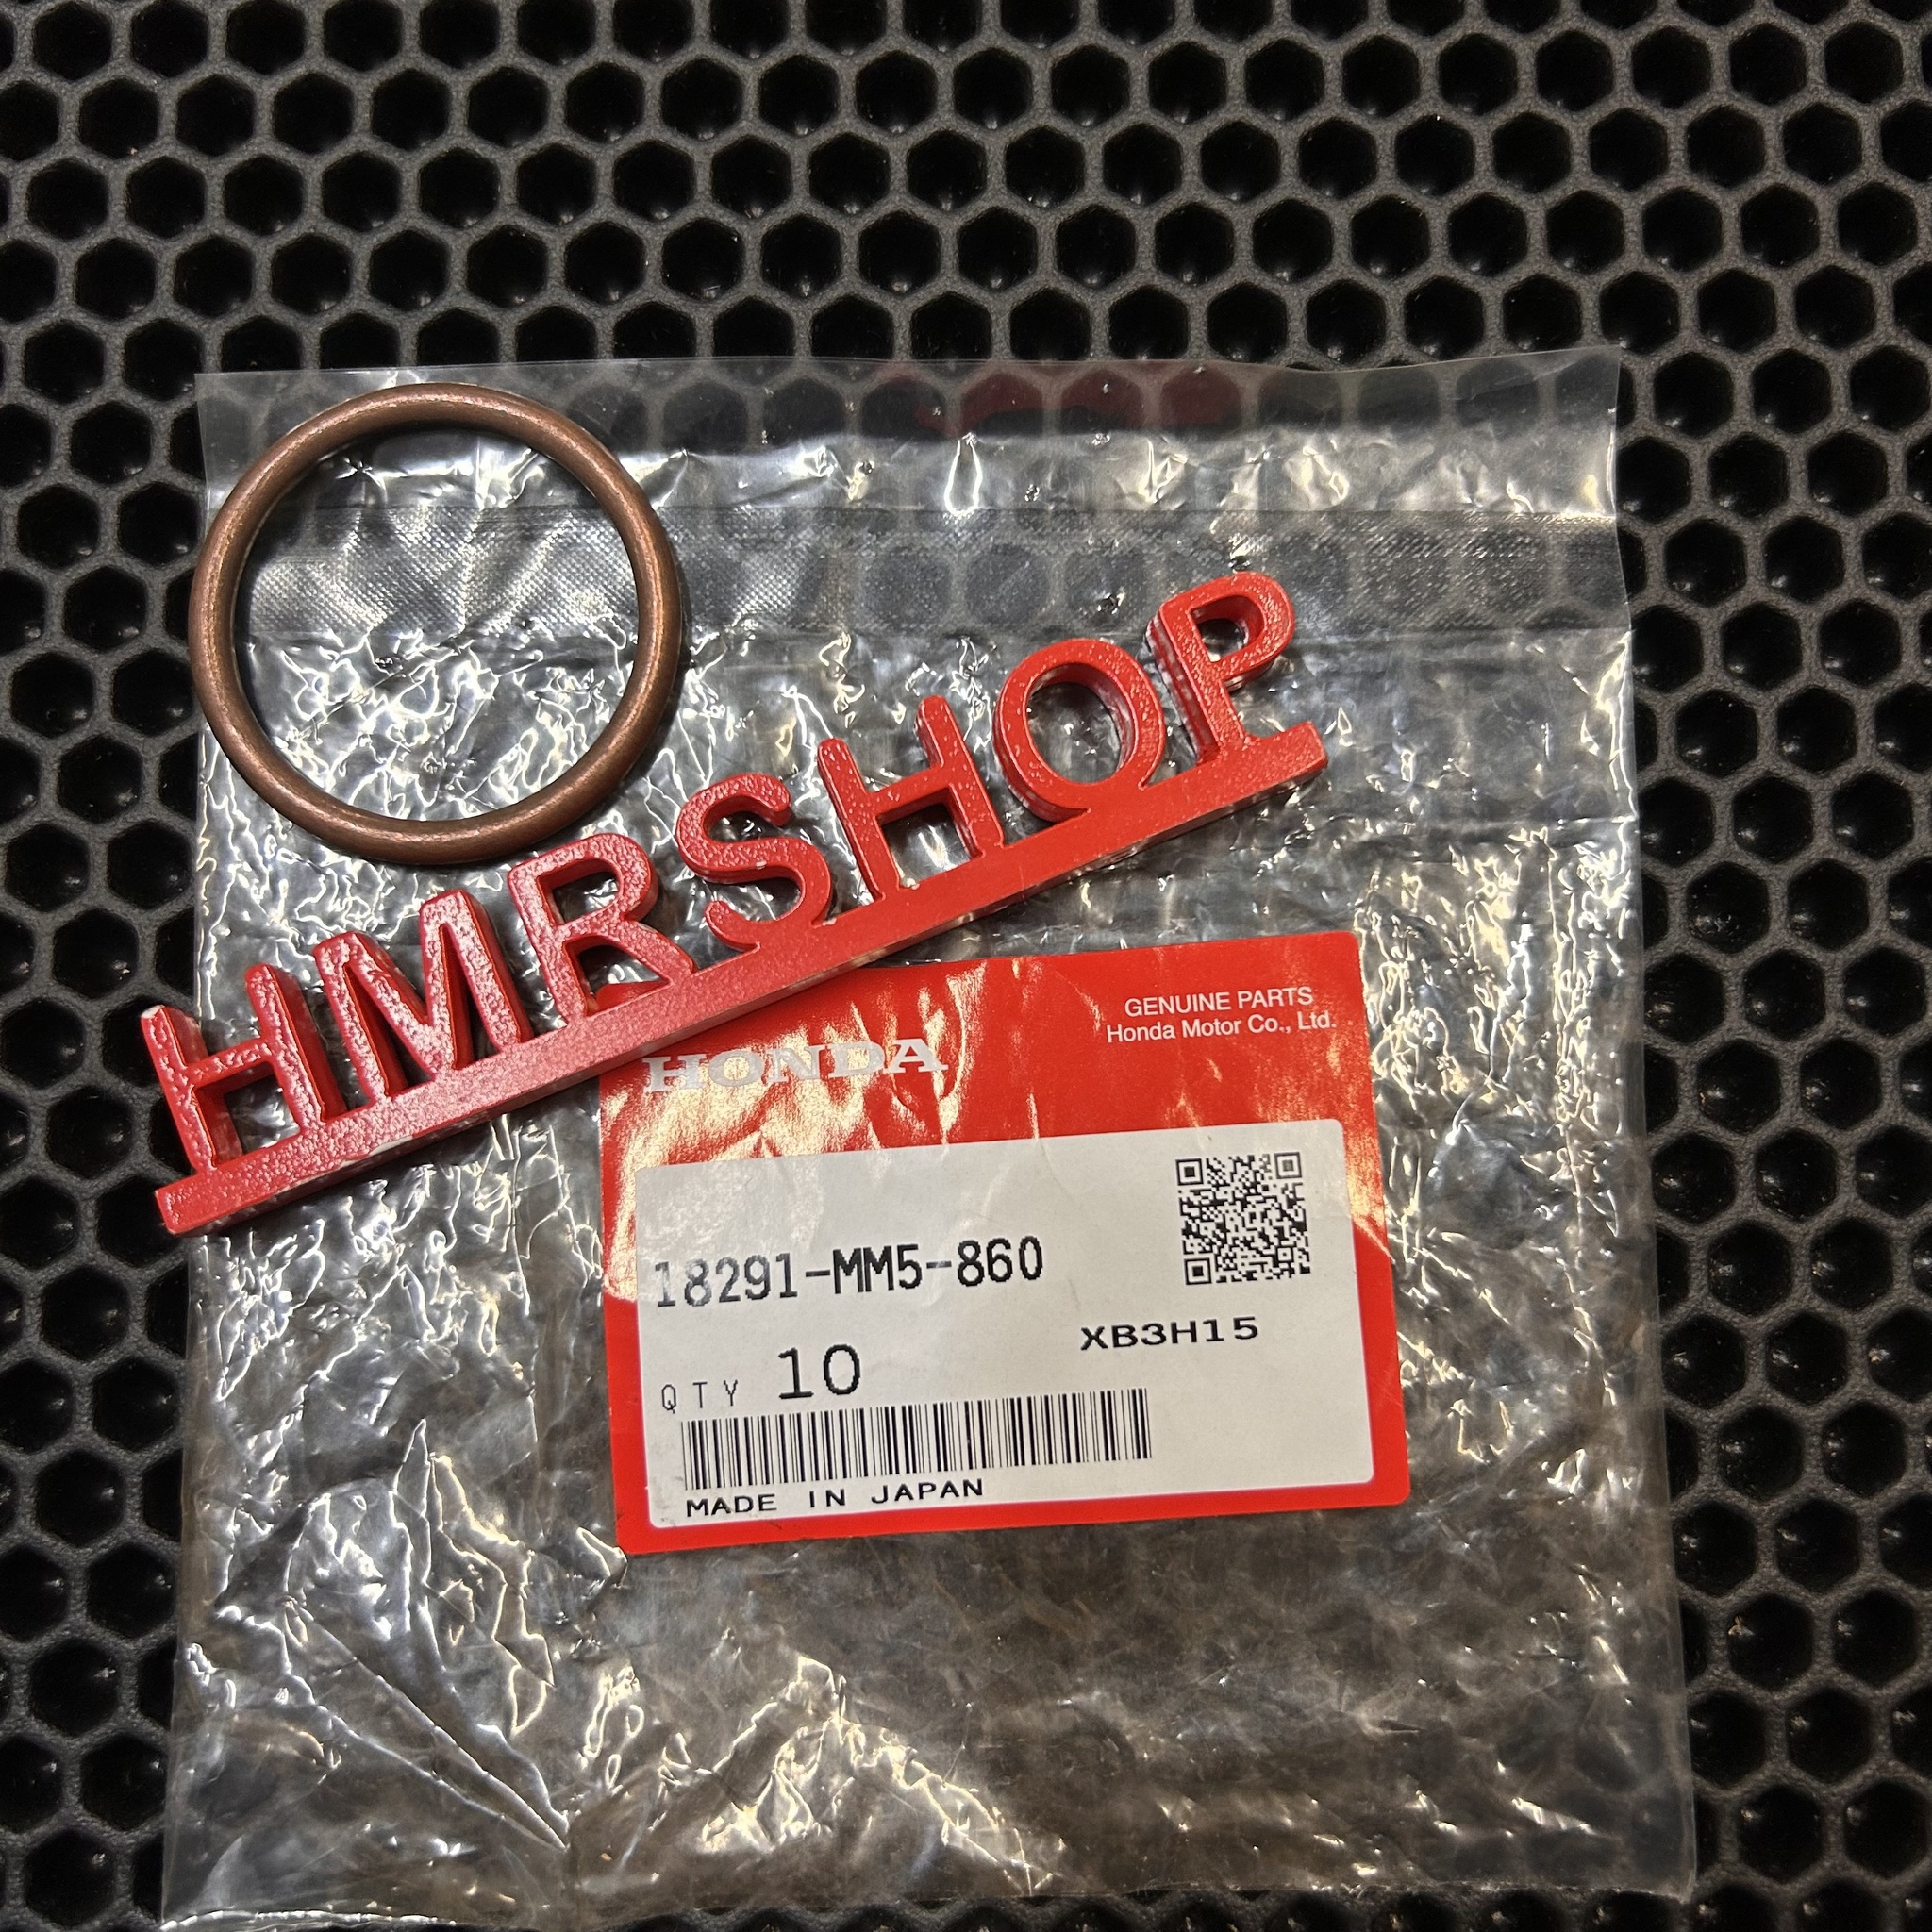 HMRSHOP
HONDA
GENUINE PARTS
Honda Motor Co., Ltd.
18291-MM5-860
XB3H15
QTY 10
MADE IN JAPAN